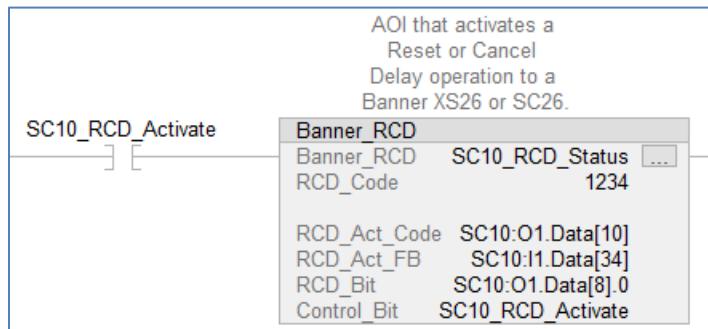 AOI that activates a
Reset or Cancel
Delay operation to a
Banner XS26 or SC26.
SC10_RCD_Activate
Banner_RCD
Banner_RCD SC10_RCD_Status ...
RCD_Code 1234
RCD_Act_Code SC10:O1.Data[10]
RCD_Act_FB SC10:I1.Data[34]
RCD_Bit SC10:O1.Data[8].0
Control_Bit SC10_RCD_Activate